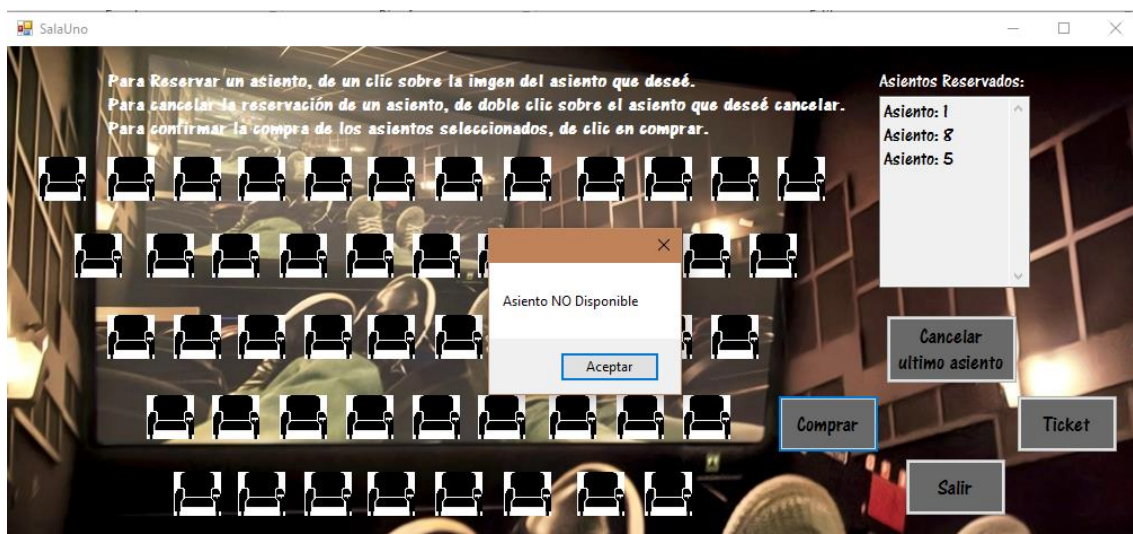 SalaUno
Para Reservar un asiento, de un clic sobre la imgen del asiento que deseé.
Para cancelar la reservación de un asiento, de doble clic sobre el asiento que deseé cancelar.
Para confirmar la compra de los asientos seleccionados, de clic en comprar.
Asientos Reservados:
Asiento: 1
Asiento: 8
Asiento: 5
Asiento NO Disponible
Aceptar
Cancelar
ultimo asiento
Comprar
Ticket
Salir